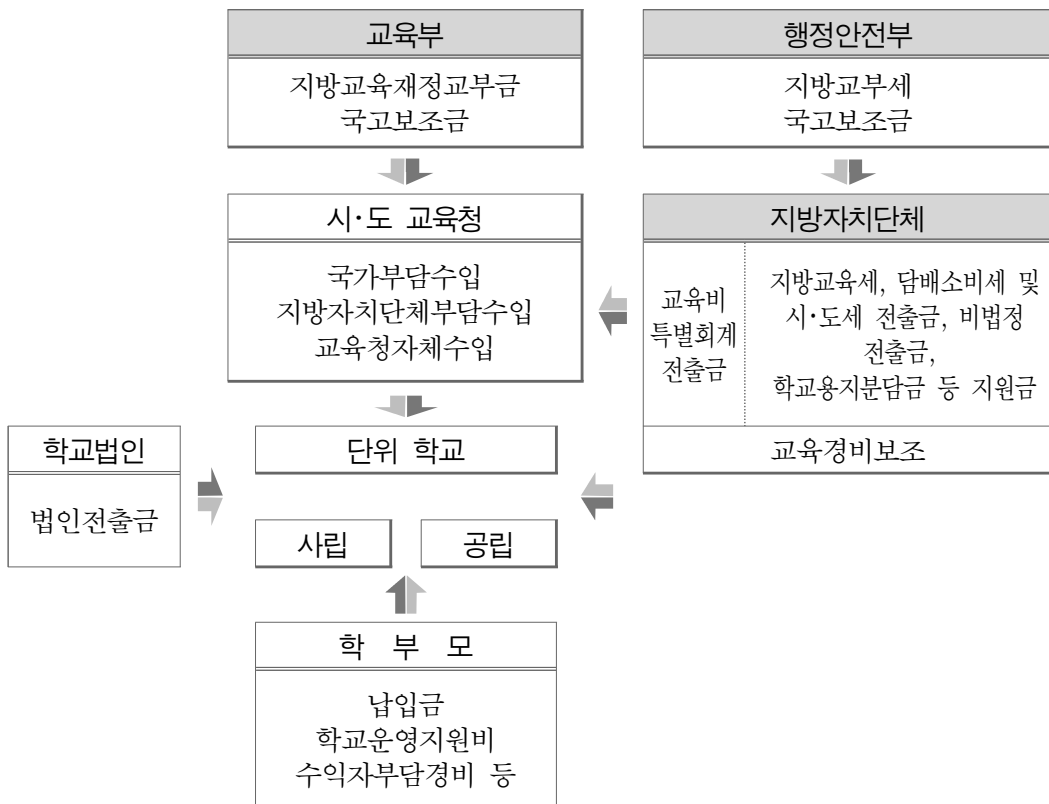 교육부
지방교육재정교부금
국고보조금
행정안전부
지방교부세
국고보조금
시·도 교육청
국가부담수입
지방자치단체부담수입
교육청자체수입
지방자치단체
교육비
특별회계
전출금
지방교육세, 담배소비세 및
시·도세 전출금, 비법정
전출금,
학교용지분담금 등 지원금
교육경비보조
학교법인
법인전출금
단위 학교
사립
공립
학 부 모
납입금
학교운영지원비
수익자부담경비 등